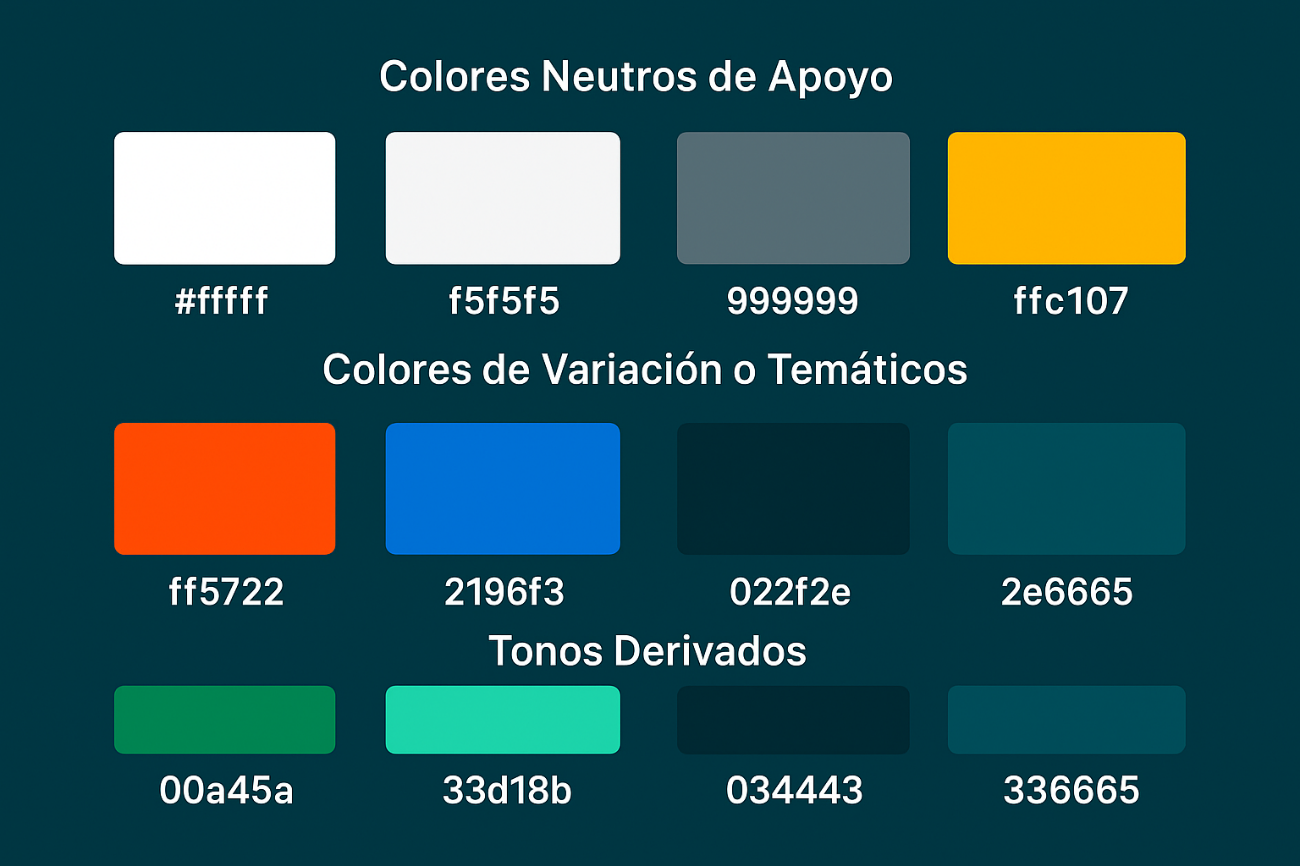 Colores Neutros de Apoyo
#fffff f5f5f5 999999 ffc107
Colores de Variación o Temáticos
ff5722 2196f3 022f2e 2e6665
Tonos Derivados
00a45a 33d18b 034443 336665